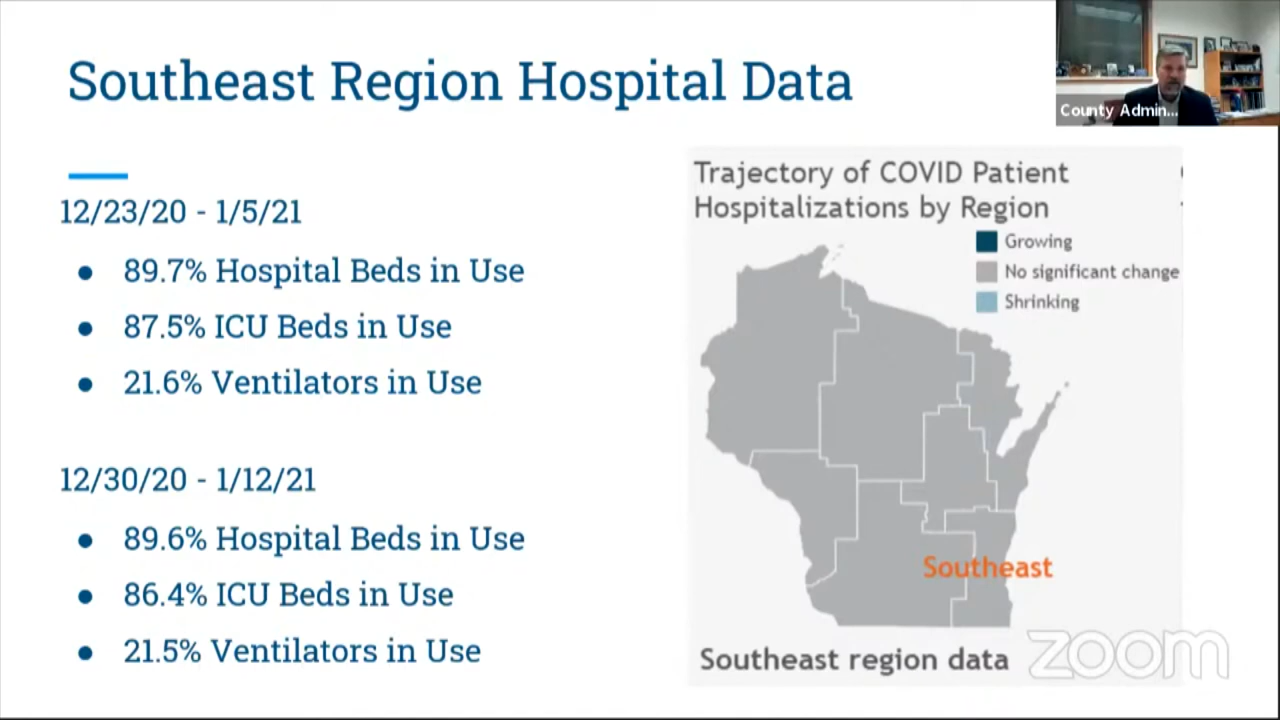 Southeast Region Hospital Data
County Admin...
12/23/20 - 1/5/21
● 89.7% Hospital Beds in Use
● 87.5% ICU Beds in Use
● 21.6% Ventilators in Use
12/30/20 - 1/12/21
● 89.6% Hospital Beds in Use
● 86.4% ICU Beds in Use
● 21.5% Ventilators in Use
Trajectory of COVID Patient
Hospitalizations by Region
Growing
No significant change
Shrinking
Southeast
Southeast region data
zoom